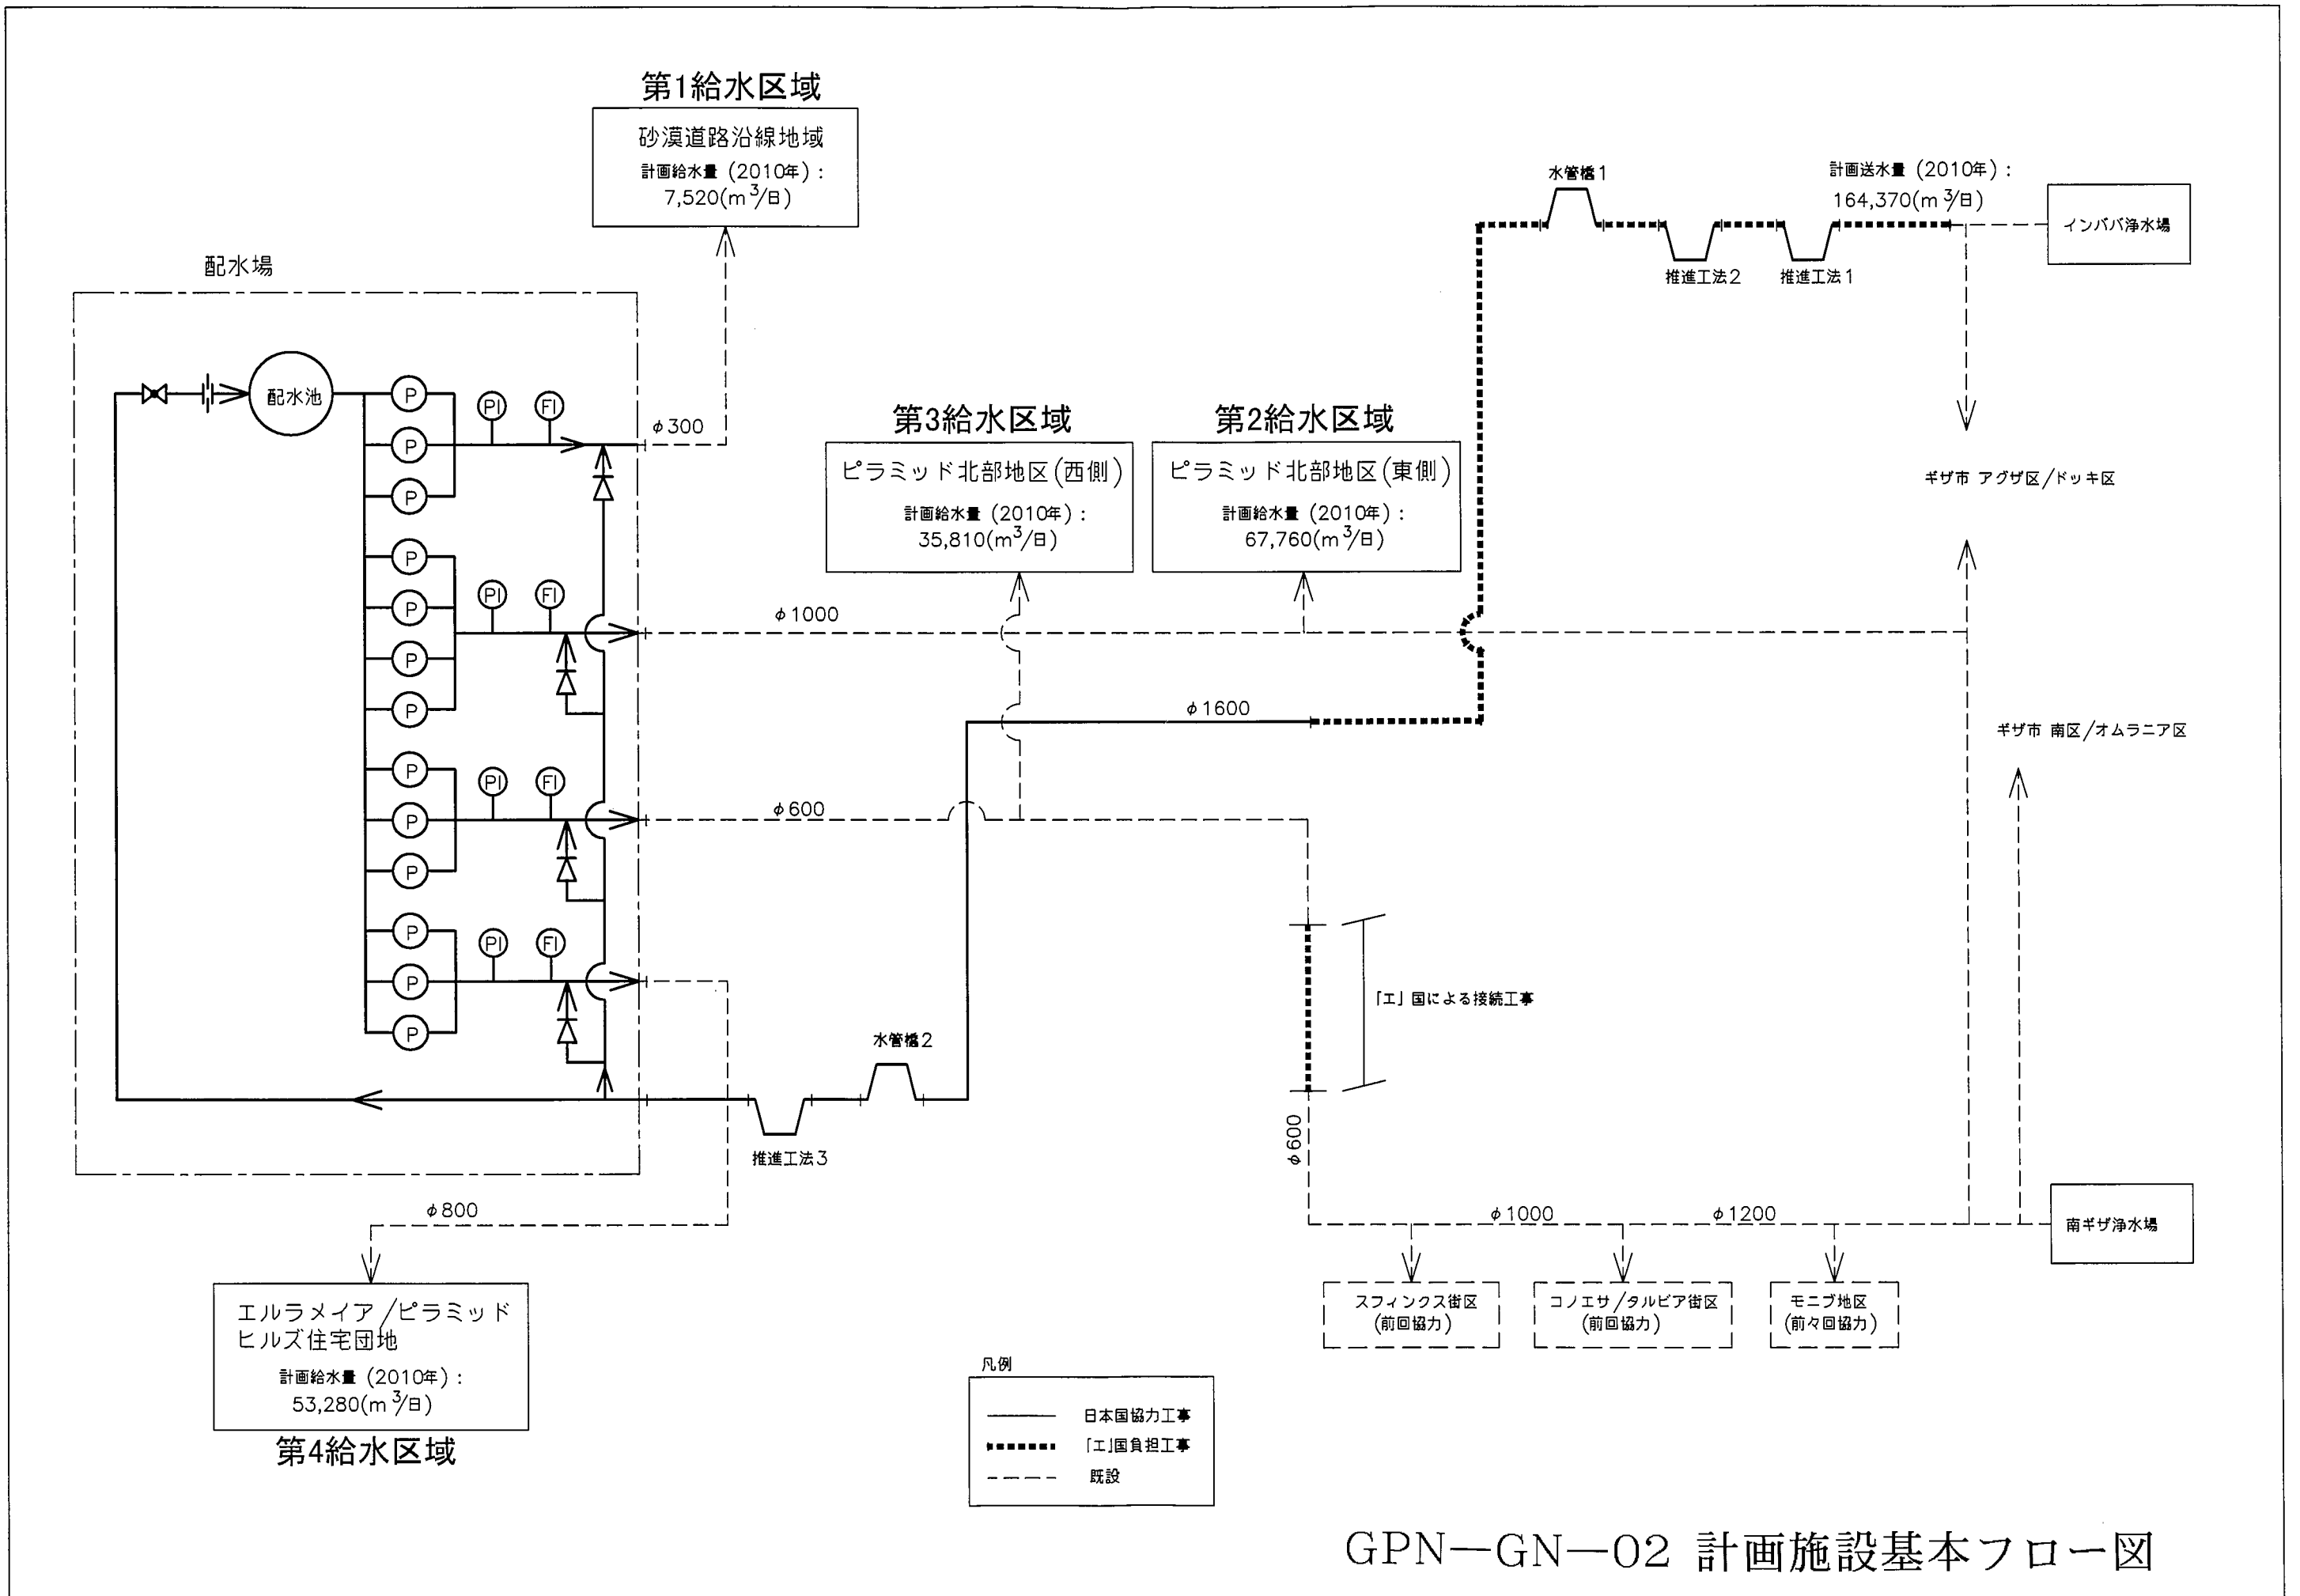 第1給水区域
砂漠道路沿線地域
計画給水量 (2010年) :
7,520(m³/日)
水管橋1
計画送水量 (2010年) :
164,370(m³/日)
インババ浄水場
推進工法2
推進工法1
配水場
配水池
P
P
P
PI
FI
φ300
第3給水区域
ピラミッド北部地区(西側)
計画給水量 (2010年) :
35,810(m³/日)
第2給水区域
ピラミッド北部地区(東側)
計画給水量 (2010年) :
67,760(m³/日)
ギザ市 アグザ区/ドッキ区
P
P
P
P
PI
FI
φ1000
φ1600
ギザ市 南区/オムラニア区
P
P
P
PI
FI
φ600
P
P
P
PI
FI
「エ」国による接続工事
水管橋2
推進工法3
φ600
φ800
φ1000
φ1200
南ギザ浄水場
エルラメイア/ピラミッド
ヒルズ住宅団地
計画給水量 (2010年) :
53,280(m³/日)
第4給水区域
スフィンクス街区
(前回協力)
コノエサ/タルビア街区
(前回協力)
モニブ地区
(前々回協力)
凡例
日本国協力工事
「エ」国負担工事
既設
GPN—GN—02 計画施設基本フロー図